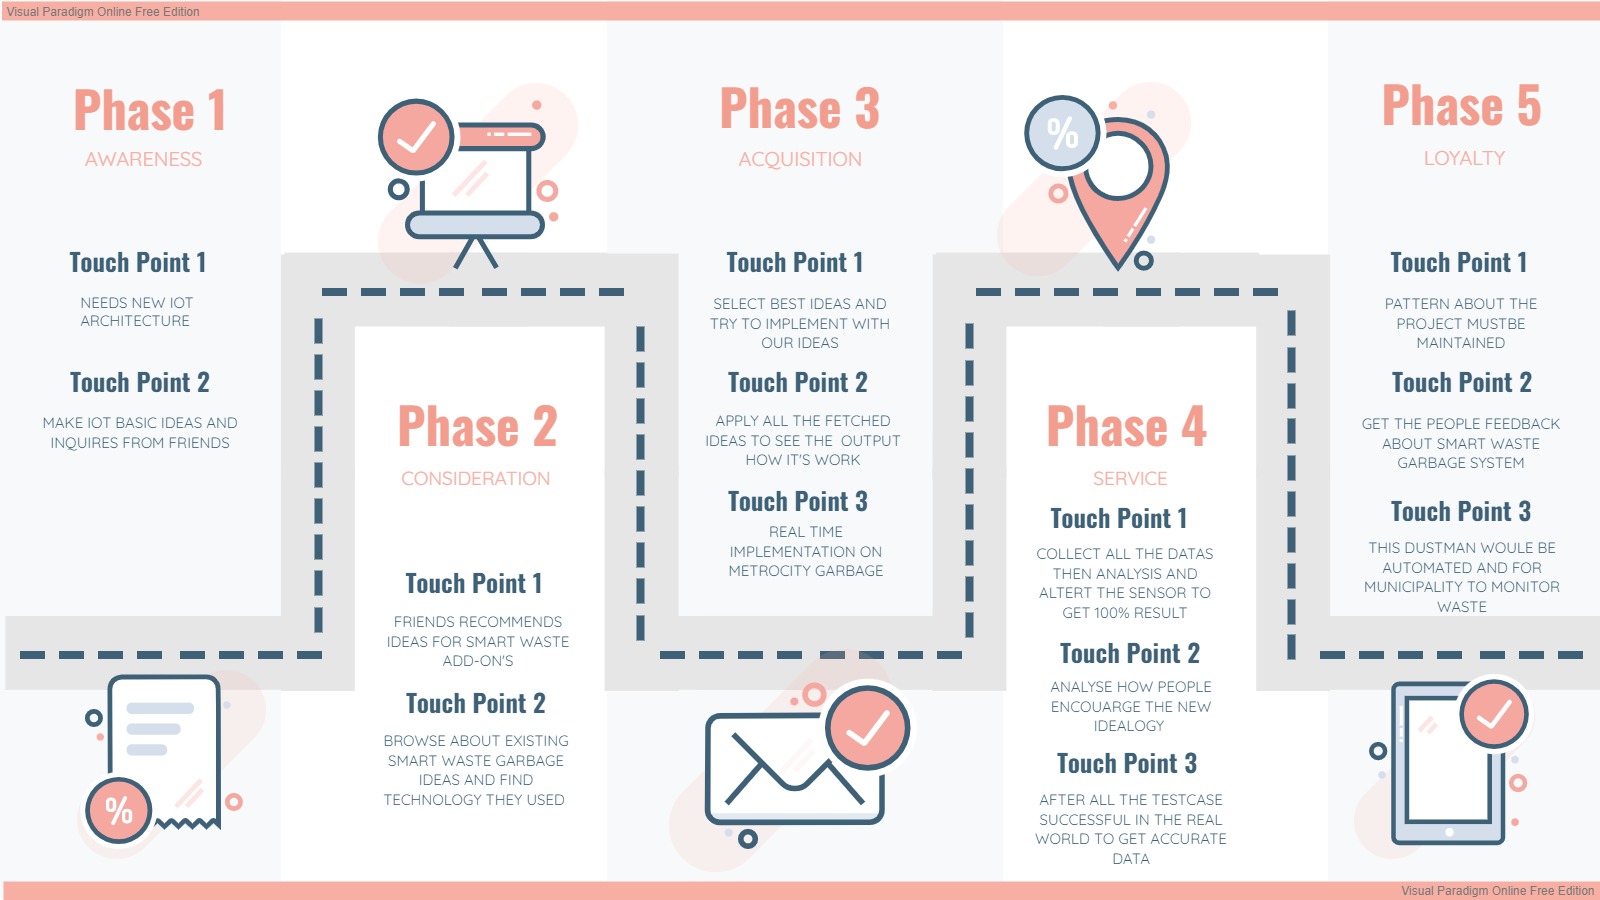 Visual Paradigm Online Free Edition
Phase 1
AWARENESS
Touch Point 1
NEEDS NEW IOT
ARCHITECTURE
Touch Point 2
MAKE IOT BASIC IDEAS AND
INQUIRES FROM FRIENDS
%
Phase 2
CONSIDERATION
Touch Point 1
FRIENDS RECOMMENDS
IDEAS FOR SMART WASTE
ADD-ON'S
Touch Point 2
BROWSE ABOUT EXISTING
SMART WASTE GARBAGE
IDEAS AND FIND
TECHNOLOGY THEY USED
Phase 3
ACQUISITION
Touch Point 1
SELECT BEST IDEAS AND
TRY TO IMPLEMENT WITH
OUR IDEAS
Touch Point 2
APPLY ALL THE FETCHED
IDEAS TO SEE THE OUTPUT
HOW IT'S WORK
Touch Point 3
REAL TIME
IMPLEMENTATION ON
METROCITY GARBAGE
%
Phase 4
SERVICE
Touch Point 1
COLLECT ALL THE DATAS
THEN ANALYSIS AND
ALTERT THE SENSOR TO
GET 100% RESULT
Touch Point 2
ANALYSE HOW PEOPLE
ENCOUARGE THE NEW
IDEALOGY
Touch Point 3
AFTER ALL THE TESTCASE
SUCCESSFUL IN THE REAL
WORLD TO GET ACCURATE
DATA
Phase 5
LOYALTY
Touch Point 1
PATTERN ABOUT THE
PROJECT MUSTBE
MAINTAINED
Touch Point 2
GET THE PEOPLE FEEDBACK
ABOUT SMART WASTE
GARBAGE SYSTEM
Touch Point 3
THIS DUSTMAN WOULE BE
AUTOMATED AND FOR
MUNICIPALITY TO MONITOR
WASTE
Visual Paradigm Online Free Edition